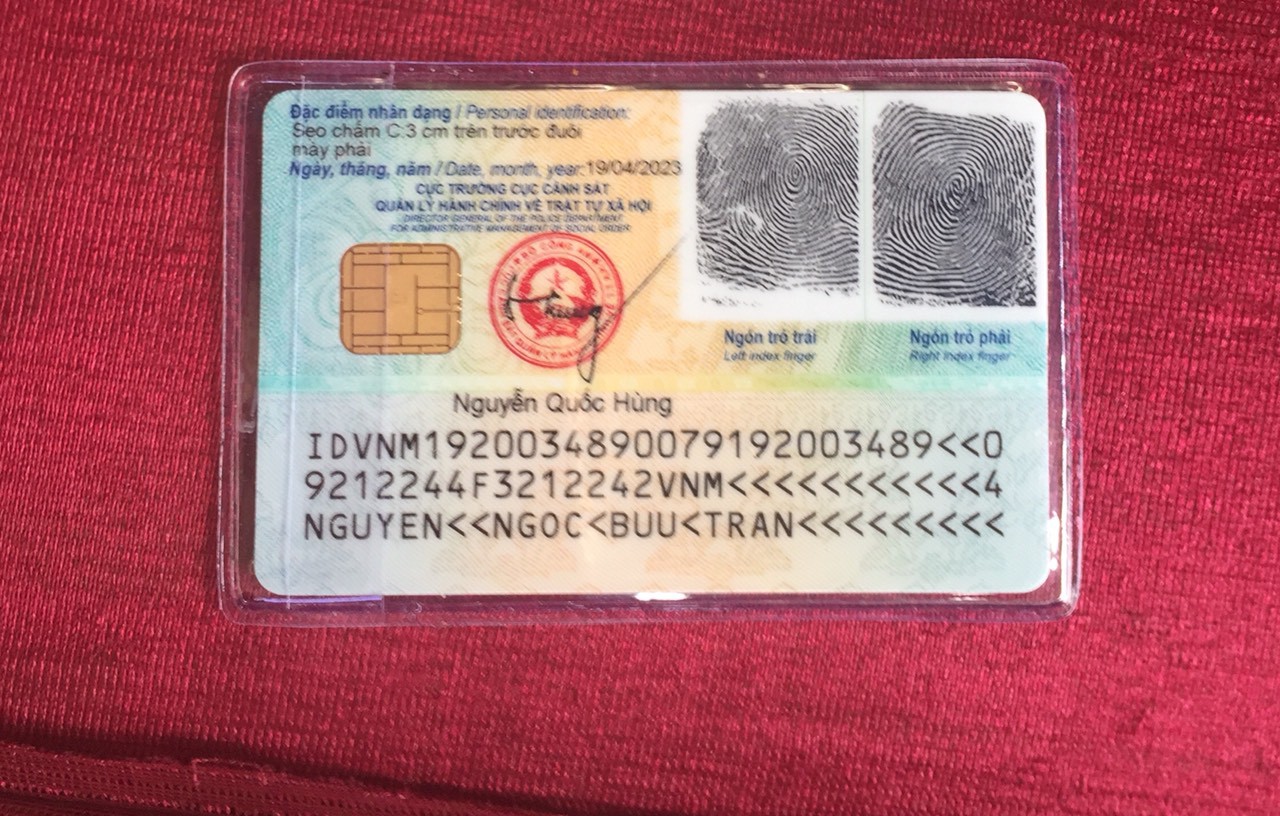 Đặc điểm nhân dạng / Personal identification:
Sẹo chấm C:3 cm trên trước đuôi
mày phải
Ngày, tháng, năm / Date, month, year: 19/04/2023
CỤC TRƯỞNG CỤC CẢNH SÁT
QUẢN LÝ HÀNH CHÍNH VỀ TRẬT TỰ XÃ HỘI
DIRECTOR GENERAL OF THE POLICE DEPARTMENT
FOR ADMINISTRATIVE MANAGEMENT OF SOCIAL ORDER
Ngón trỏ trái
Left index finger
Ngón trỏ phải
Right index finger
Nguyễn Quốc Hùng
IDVNM1920034890079192003489<<0
9212244F3212242VNM<<<<<<<<<<<4
NGUYEN<<NGOC<BUU<TRAN<<<<<<<<<